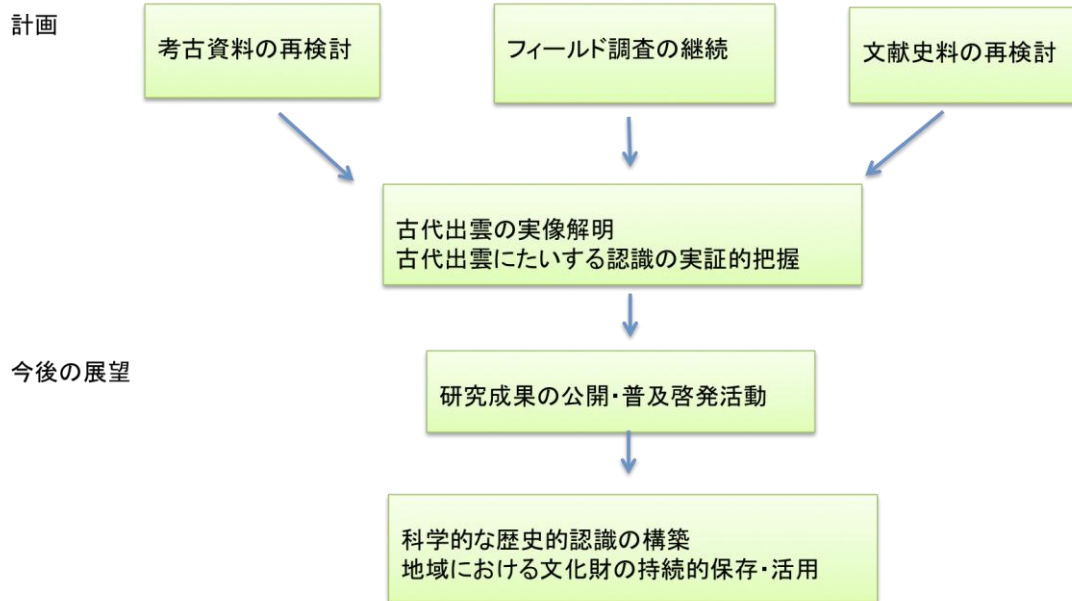 計画
考古資料の再検討
フィールド調査の継続
文献史料の再検討
古代出雲の実像解明
古代出雲にたいする認識の実証的把握
今後の展望
研究成果の公開・普及啓発活動
科学的な歴史的認識の構築
地域における文化財の持続的保存・活用